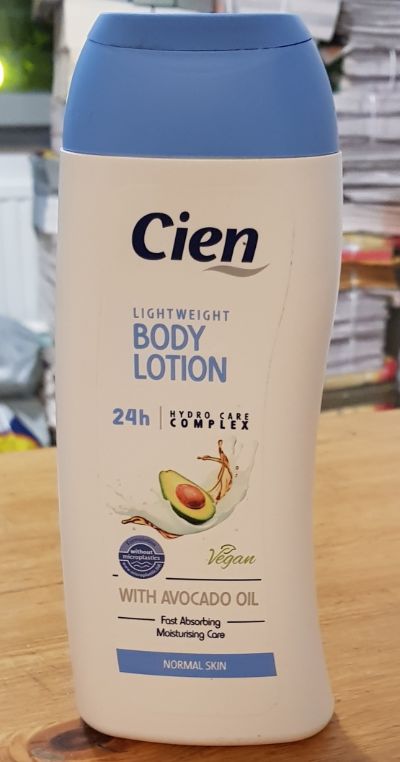 Cien
LIGHTWEIGHT
BODY
LOTION
24h | HYDRO CARE
COMPLEX
without
microplastics
Vegan
WITH AVOCADO OIL
Fast Absorbing
Moisturising Care
NORMAL SKIN